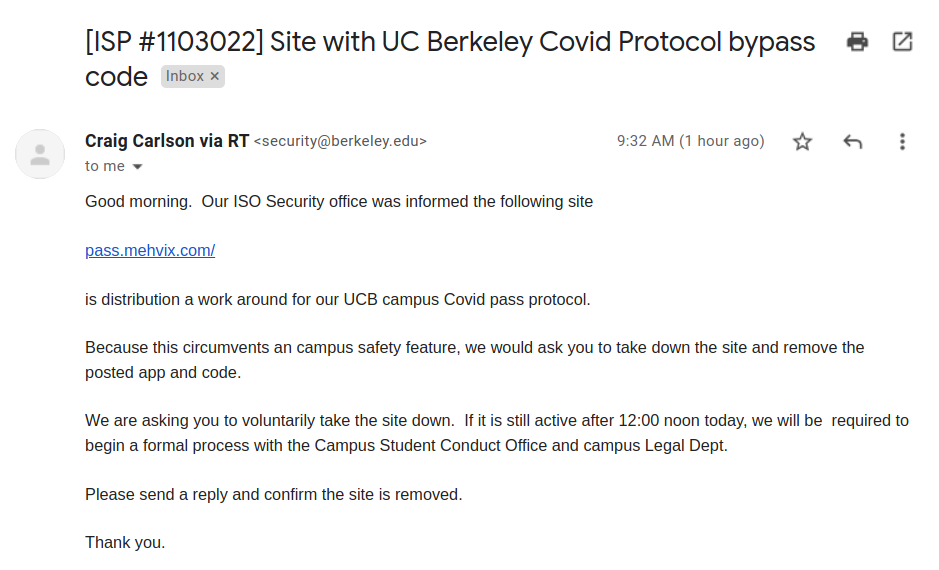 [ISP #1103022] Site with UC Berkeley Covid Protocol bypass
code Inbox ×
Craig Carlson via RT <security@berkeley.edu> 9:32 AM (1 hour ago)
to me
Good morning.  Our ISO Security office was informed the following site
pass.mehvix.com/
is distribution a work around for our UCB campus Covid pass protocol.
Because this circumvents an campus safety feature, we would ask you to take down the site and remove the
posted app and code.
We are asking you to voluntarily take the site down.  If it is still active after 12:00 noon today, we will be  required to
begin a formal process with the Campus Student Conduct Office and campus Legal Dept.
Please send a reply and confirm the site is removed.
Thank you.